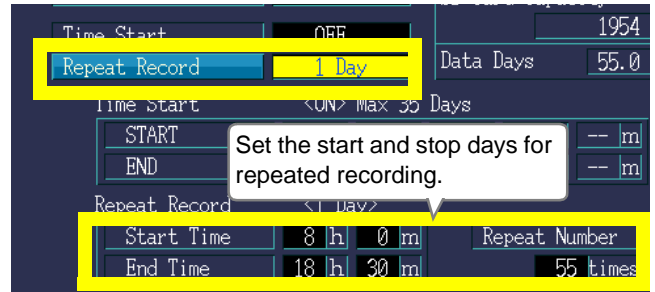 Time Start OFF
1954
Repeat Record 1 Day
Data Days 55.0
Time Start <ON> Max 35 Days
START -- m
END -- m
Set the start and stop days for
repeated recording.
Repeat Record <1 Day>
Start Time 8 h 0 m Repeat Number
End Time 18 h 30 m 55 times